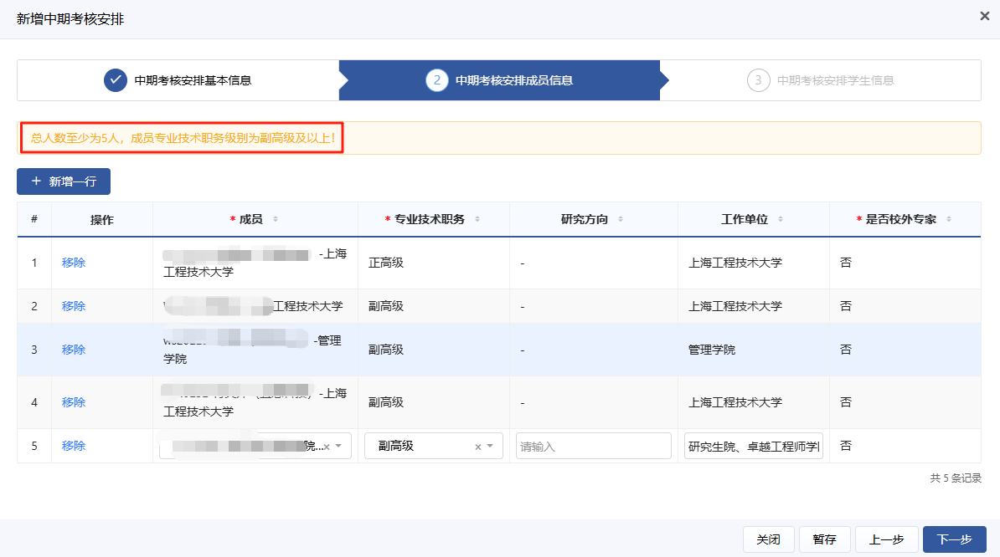 新增中期考核安排
中期考核安排基本信息
2 中期考核安排成员信息
3 中期考核安排学生信息
总人数至少为5人，成员专业技术职务级别为副高级及以上！
+ 新增一行
# 操作 * 成员 * 专业技术职务 研究方向 工作单位 * 是否校外专家
1 移除 -上海 正高级 - 上海工程技术大学 否
工程技术大学
2 移除 工程技术大学 副高级 - 上海工程技术大学 否
3 移除 -管理 副高级 - 管理学院 否
学院
4 移除 -上海 副高级 - 上海工程技术大学 否
工程技术大学
5 移除 院...× 副高级 × 请输入 研究生院、卓越工程师学 否
共 5 条记录
关闭 暂存 上一步 下一步